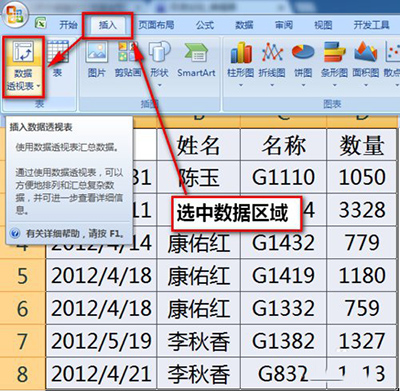 开始 插入 页面布局 公式 数据 审阅 视图 开发工具
数据透视表 表 图片 剪贴画 形状 SmartArt 柱形图 折线图 饼图 条形图 面积图 散点
表 插图 图表
插入数据透视表
使用数据透视表汇总数据。
通过使用数据透视表，可以
方便地排列和汇总复杂数
据，并可进一步查看详细信
息。
有关详细帮助，请按 F1。
选中数据区域
姓名 名称 数量
31 陈玉 G1110 1050
11 4 3328
4 2012/4/14 康佑红 G1432 779
5 2012/4/18 康佑红 G1419 1180
6 2012/4/18 康佑红 G1332 759
7 2012/5/19 李秋香 G1382 1327
8 2012/4/21 李秋香 G832